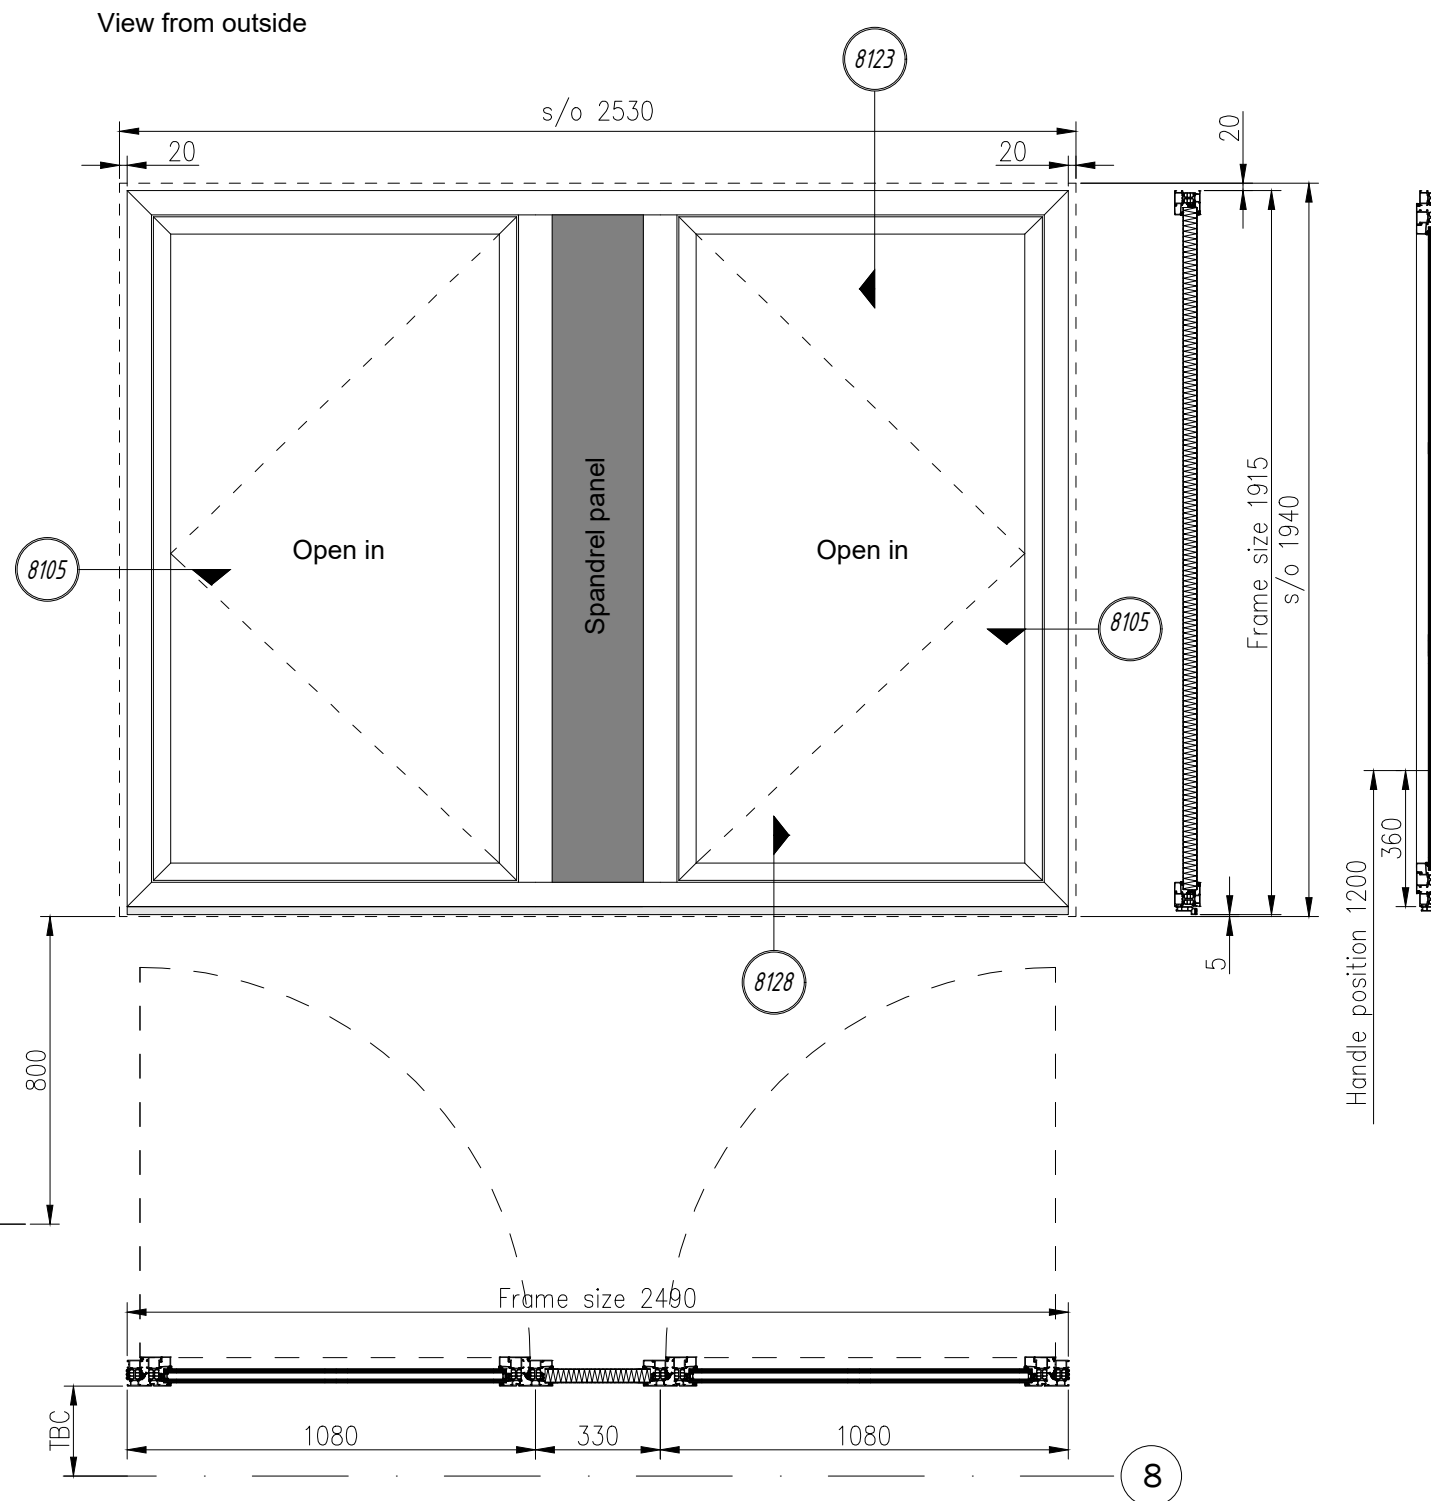 View from outside
8123
s/o 2530
20
20
20
Spandrel panel
Open in
Open in
8105
8105
Frame size 1915
s/o 1940
360
Handle position 1200
5
8128
800
Frame size 2490
TBC
1080
330
1080
8